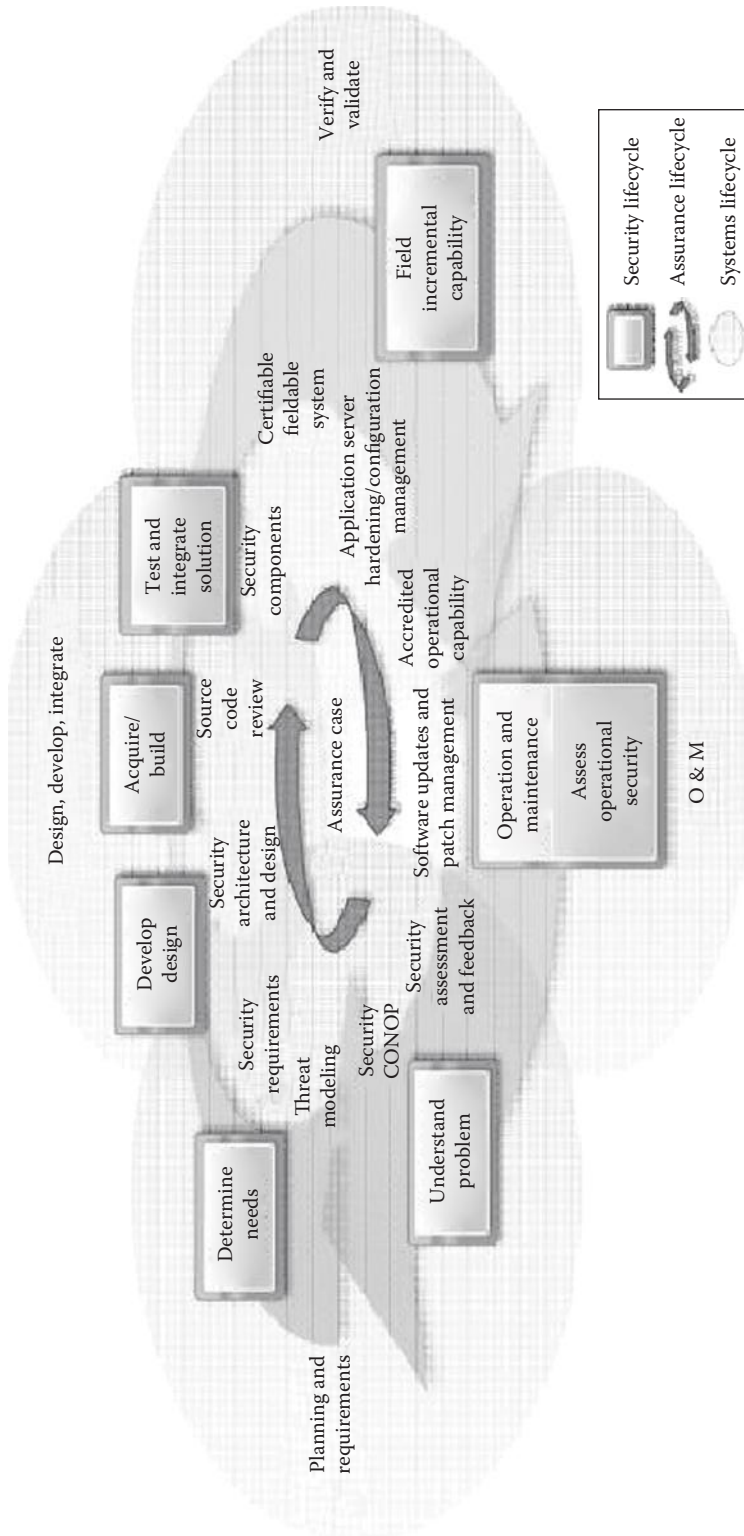 Design, develop, integrate
Verify and
validate
Planning and
requirements
O & M
Develop
design
Acquire/
build
Test and
integrate
solution
Determine
needs
Field
incremental
capability
Understand
problem
Operation and
maintenance
Assess
operational
security
Security
requirements
Threat
modeling
Security
CONOP
Security
architecture
and design
Source
code
review
Security
components
Certifiable
fieldable
system
Application server
hardening/configuration
management
Accredited
operational
capability
Assurance case
Software updates and
patch management
Security
assessment
and feedback
Security lifecycle
Assurance lifecycle
Systems lifecycle